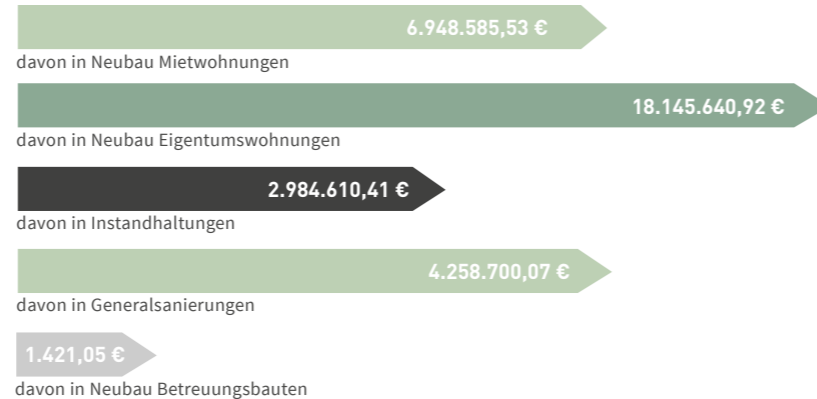 6.948.585,53 €
davon in Neubau Mietwohnungen
18.145.640,92 €
davon in Neubau Eigentumswohnungen
2.984.610,41 €
davon in Instandhaltungen
4.258.700,07 €
davon in Generalsanierungen
1.421,05 €
davon in Neubau Betreuungsbauten